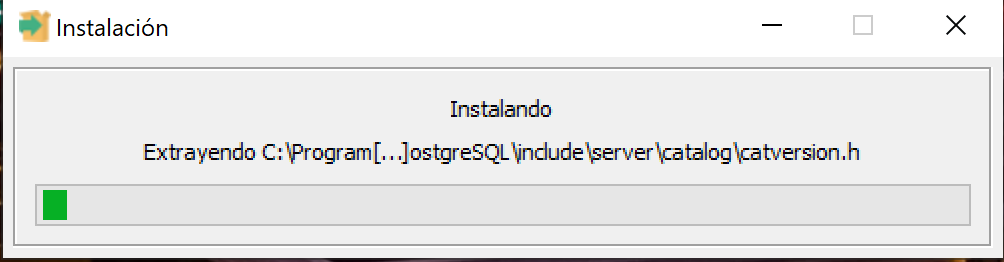 Instalación
Instalando
Extrayendo C:\Program[...]ostgreSQL\include\server\catalog\catversion.h